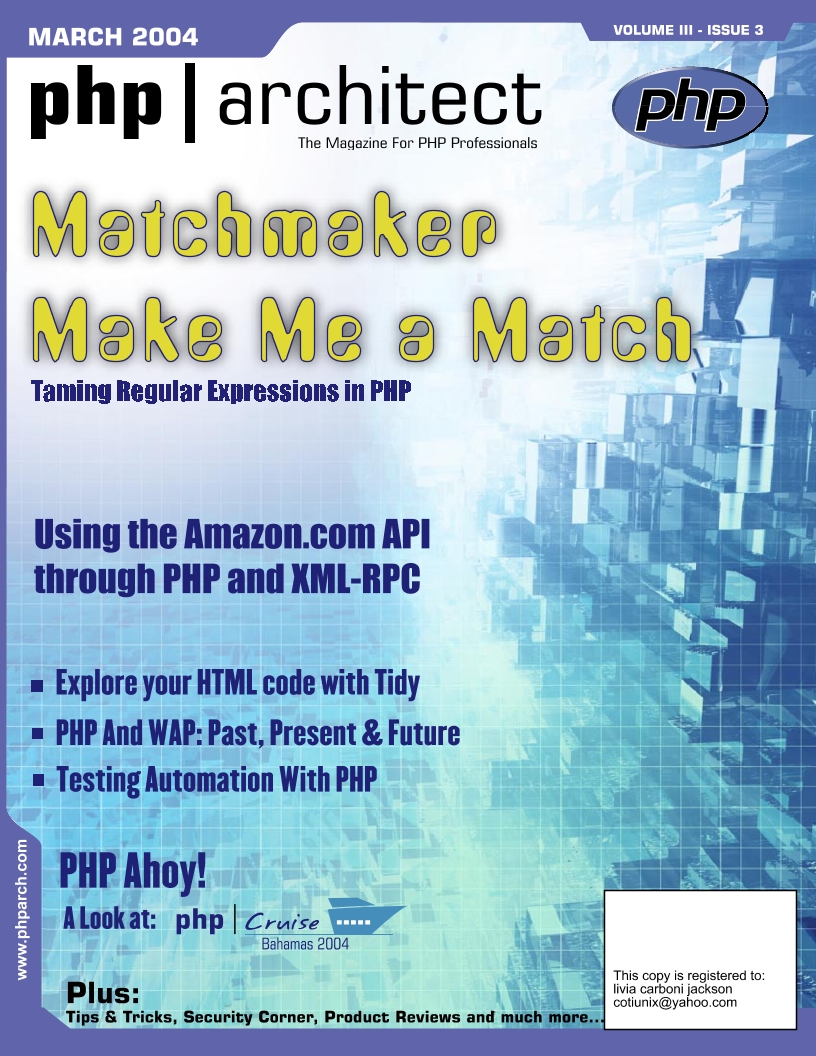 MARCH 2004
VOLUME III - ISSUE 3
php | architect
The Magazine For PHP Professionals
php
Matchmaker
Make Me a Match
Taming Regular Expressions in PHP
Using the Amazon.com API
through PHP and XML-RPC
Explore your HTML code with Tidy
PHP And WAP: Past, Present & Future
Testing Automation With PHP
PHP Ahoy!
A Look at: php | Cruise
Bahamas 2004
www.phparch.com
Plus:
Tips & Tricks, Security Corner, Product Reviews and much more...
This copy is registered to:
livia carboni jackson
cotiunix@yahoo.com